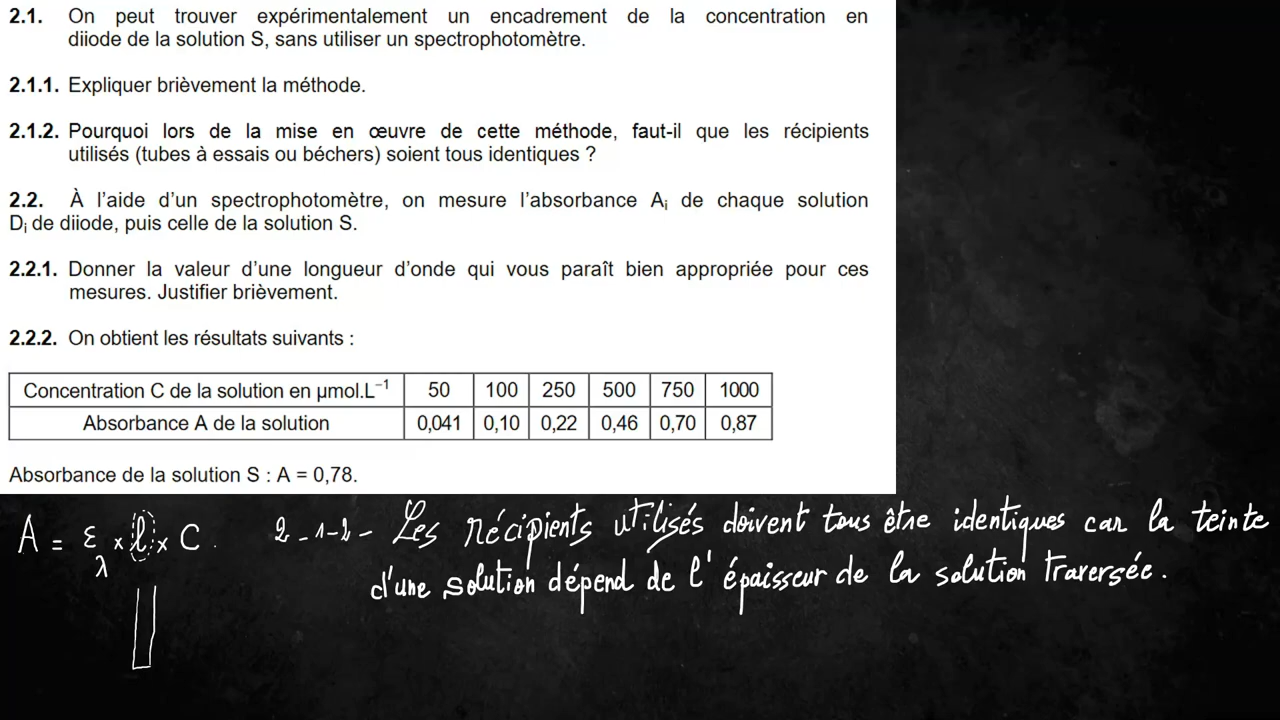 2.1. On peut trouver expérimentalement un encadrement de la concentration en
diiode de la solution S, sans utiliser un spectrophotomètre.
2.1.1. Expliquer brièvement la méthode.
2.1.2. Pourquoi lors de la mise en œuvre de cette méthode, faut-il que les récipients
utilisés (tubes à essais ou béchers) soient tous identiques ?
2.2. À l'aide d'un spectrophotomètre, on mesure l'absorbance Ai de chaque solution
Di de diiode, puis celle de la solution S.
2.2.1. Donner la valeur d'une longueur d'onde qui vous paraît bien appropriée pour ces
mesures. Justifier brièvement.
2.2.2. On obtient les résultats suivants :
Concentration C de la solution en µmol.L⁻¹ 50 100 250 500 750 1000
Absorbance A de la solution 0,041 0,10 0,22 0,46 0,70 0,87
Absorbance de la solution S : A = 0,78.
A = ελ × l × C. 2-1-2- Les récipients utilisés doivent tous être identiques car la teinte
d'une solution dépend de l'épaisseur de la solution traversée.